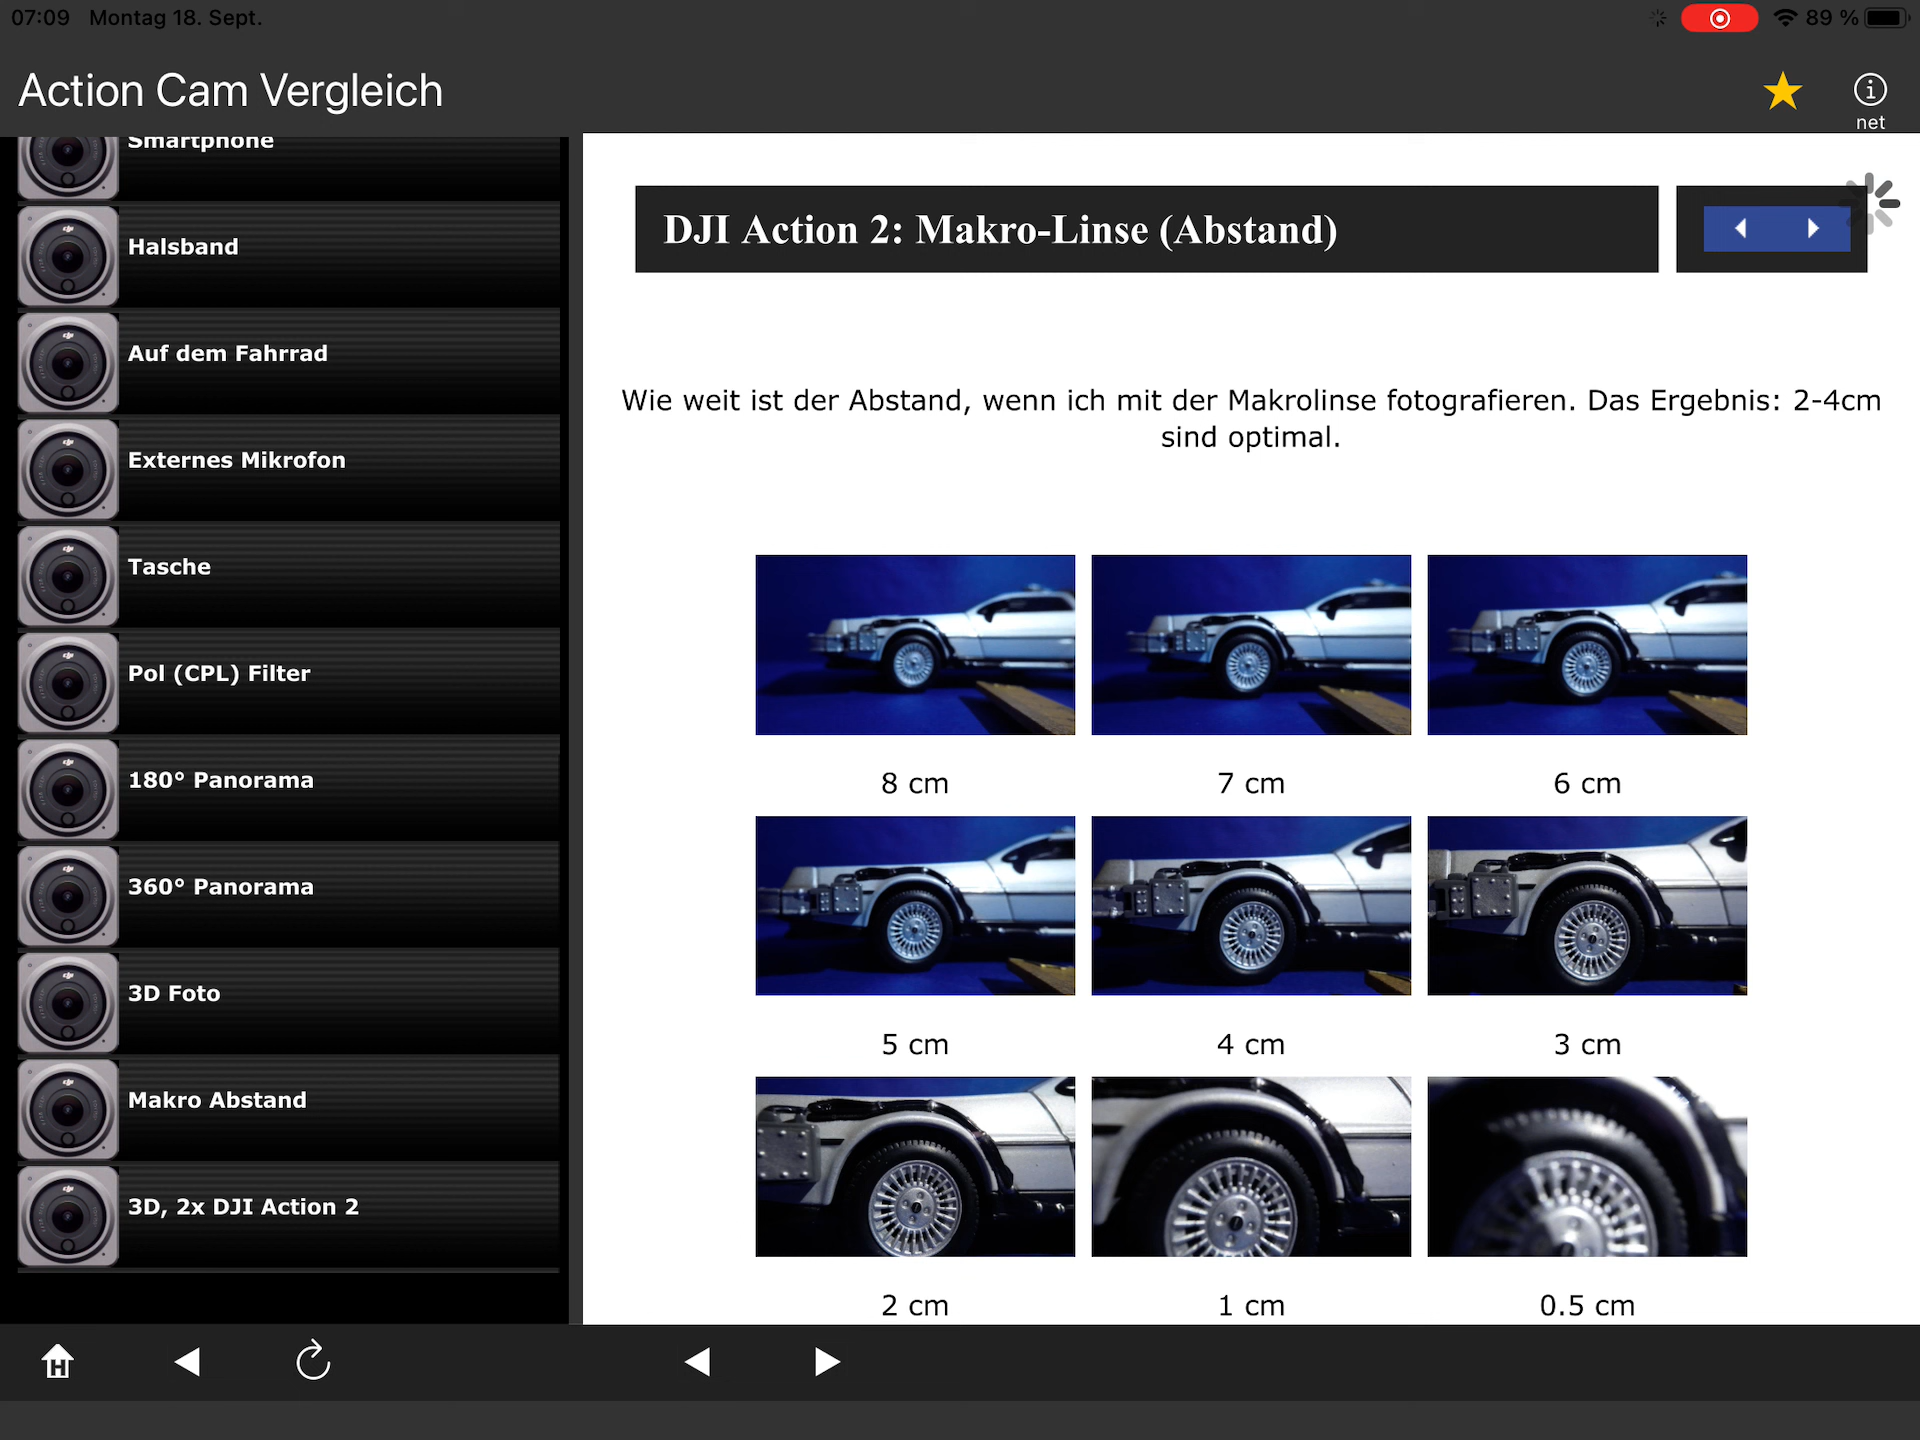 07:09 Montag 18. Sept.
89 %
Action Cam Vergleich
net
Smartphone
Halsband
Auf dem Fahrrad
Externes Mikrofon
Tasche
Pol (CPL) Filter
180° Panorama
360° Panorama
3D Foto
Makro Abstand
3D, 2x DJI Action 2
DJI Action 2: Makro-Linse (Abstand)
Wie weit ist der Abstand, wenn ich mit der Makrolinse fotografieren. Das Ergebnis: 2-4cm
sind optimal.
8 cm 7 cm 6 cm
5 cm 4 cm 3 cm
2 cm 1 cm 0.5 cm